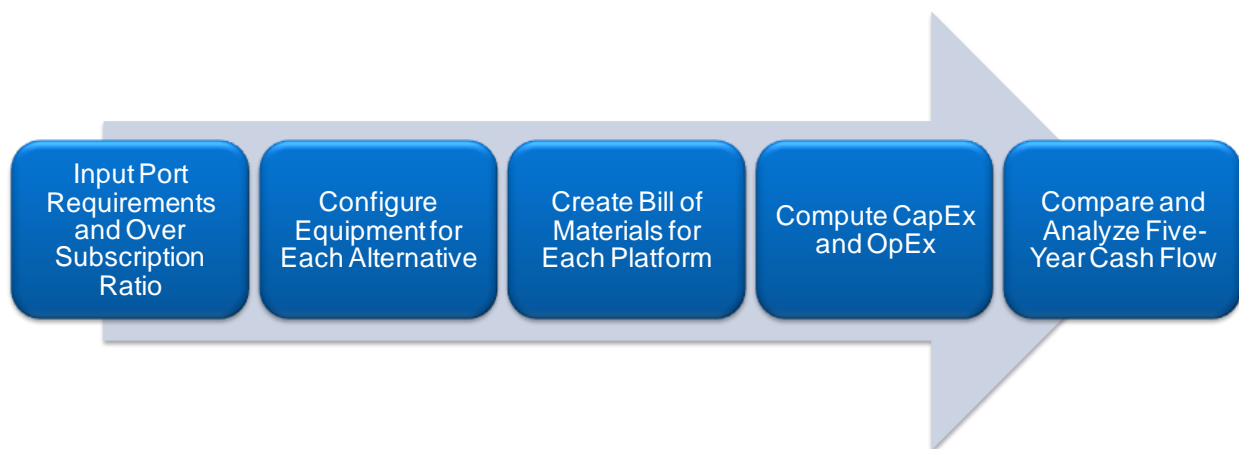 Input Port
Requirements
and Over
Subscription
Ratio
Configure
Equipment for
Each Alternative
Create Bill of
Materials for
Each Platform
Compute CapEx
and OpEx
Compare and
Analyze Five-
Year Cash Flow